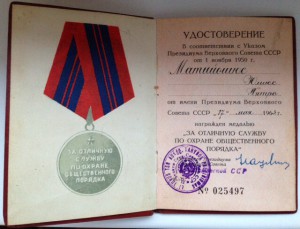 ЗА ОТЛИЧНУЮ
СЛУЖБУ
ПО ОХРАНЕ
ОБЩЕСТВЕННОГО
ПОРЯДКА
УДОСТОВЕРЕНИЕ
В соответствии с Указом
Президиума Верховного Совета СССР
от 1 ноября 1950 г.
от имени Президиума Верховного
Совета СССР
награжден медалью
"ЗА ОТЛИЧНУЮ СЛУЖБУ
ПО ОХРАНЕ ОБЩЕСТВЕННОГО
ПОРЯДКА"
ССР
№ 025497